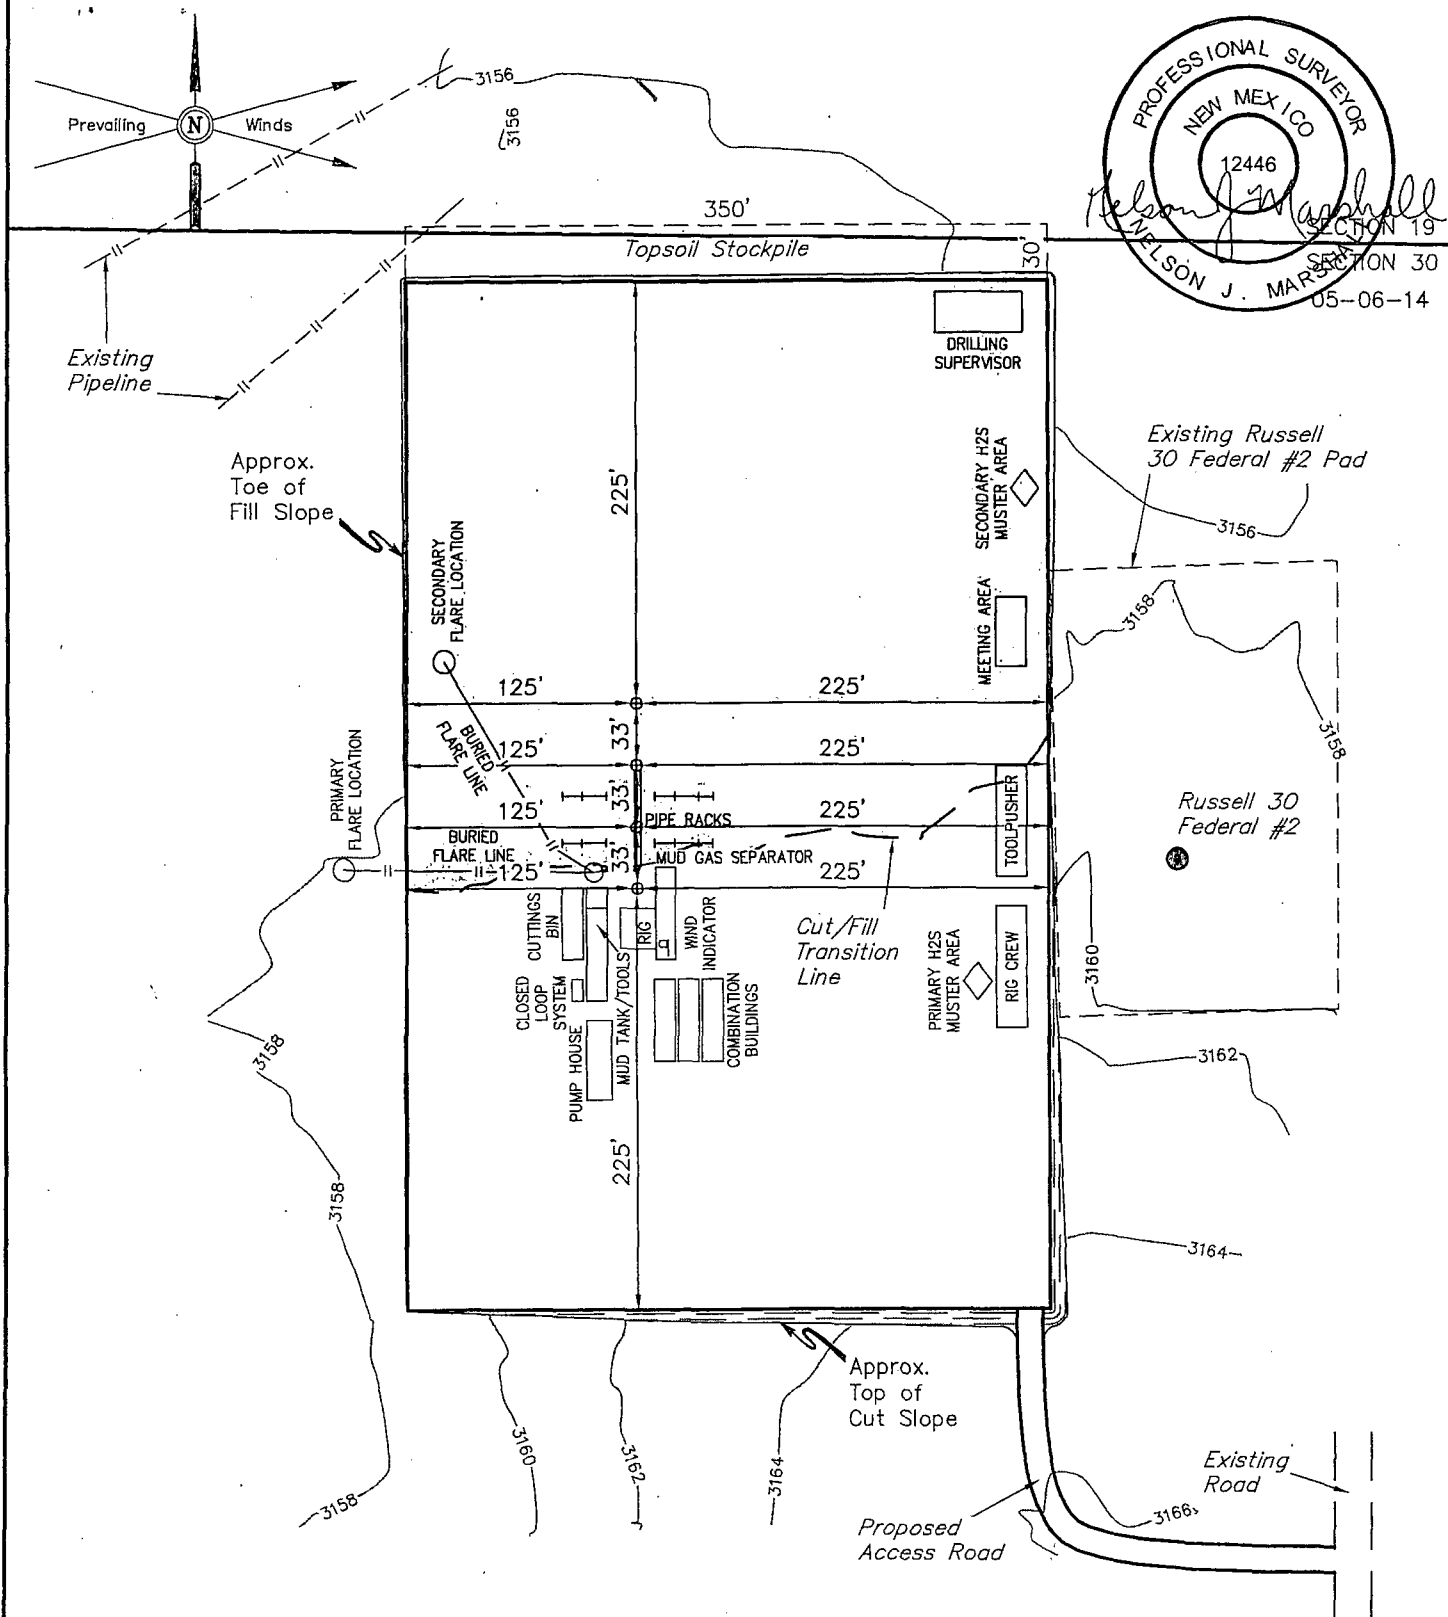 3156
3156
Prevailing
N
Winds
PROFESSIONAL SURVEYOR
NEW MEXICO
12446
Nelson J Marshall
NELSON J. MARSHALL
SECTION 19
SECTION 30
05-06-14
350'
Topsoil Stockpile
30'
DRILLING
SUPERVISOR
Existing
Pipeline
Approx.
Toe of
Fill Slope
225'
SECONDARY H2S
MUSTER AREA
Existing Russell
30 Federal #2 Pad
3156
SECONDARY
FLARE LOCATION
MEETING AREA
3158
125'
225'
BURIED
FLARE LINE
33'
125'
225'
3158
PRIMARY
FLARE LOCATION
33'
125'
PIPE RACKS
225'
TOOLPUSHER
Russell 30
Federal #2
BURIED
FLARE LINE
33'
MUD GAS SEPARATOR
125'
225'
CUTTINGS
BIN
RIG
WIND
INDICATOR
Cut/Fill
Transition
Line
PRIMARY H2S
MUSTER AREA
RIG CREW
3160
CLOSED
LOOP
SYSTEM
MUD TANK/TOOLS
COMBINATION
BUILDINGS
PUMP HOUSE
3158
3162
225'
3158
3164
Approx.
Top of
Cut Slope
3160
3162
3164
3158
Existing
Road
3166
Proposed
Access Road